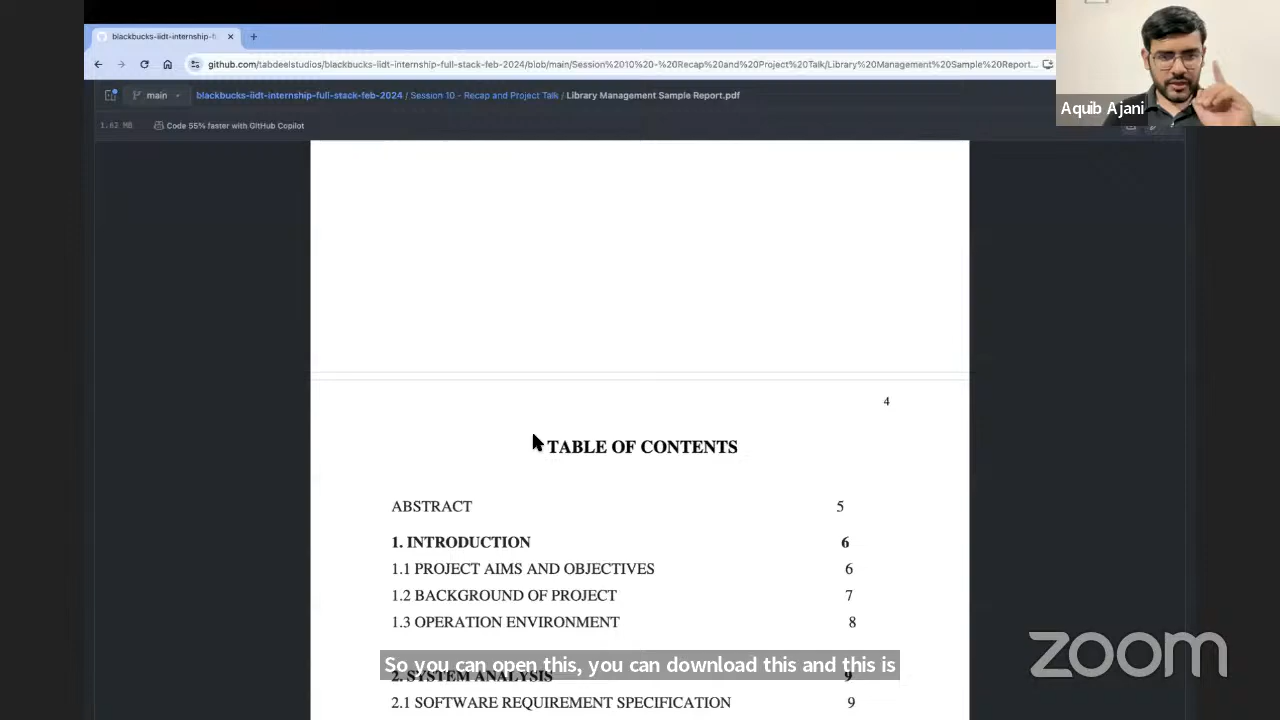 blackbucks-iidt-internship-fu
github.com/tabdeelstudios/blackbucks-iidt-internship-full-stack-feb-2024/blob/main/Session%2010%20-%20Recap%20and%20Project%20Talk/Library%20Management%20Sample%20Report...
main
blackbucks-iidt-internship-full-stack-feb-2024 / Session 10 - Recap and Project Talk / Library Management Sample Report.pdf
Aquib Ajani
1.62 MB
Code 55% faster with GitHub Copilot
4
TABLE OF CONTENTS
ABSTRACT 5
1. INTRODUCTION 6
1.1 PROJECT AIMS AND OBJECTIVES 6
1.2 BACKGROUND OF PROJECT 7
1.3 OPERATION ENVIRONMENT 8
So you can open this, you can download this and this is
2. SYSTEM ANALYSIS 9
2.1 SOFTWARE REQUIREMENT SPECIFICATION 9
zoom